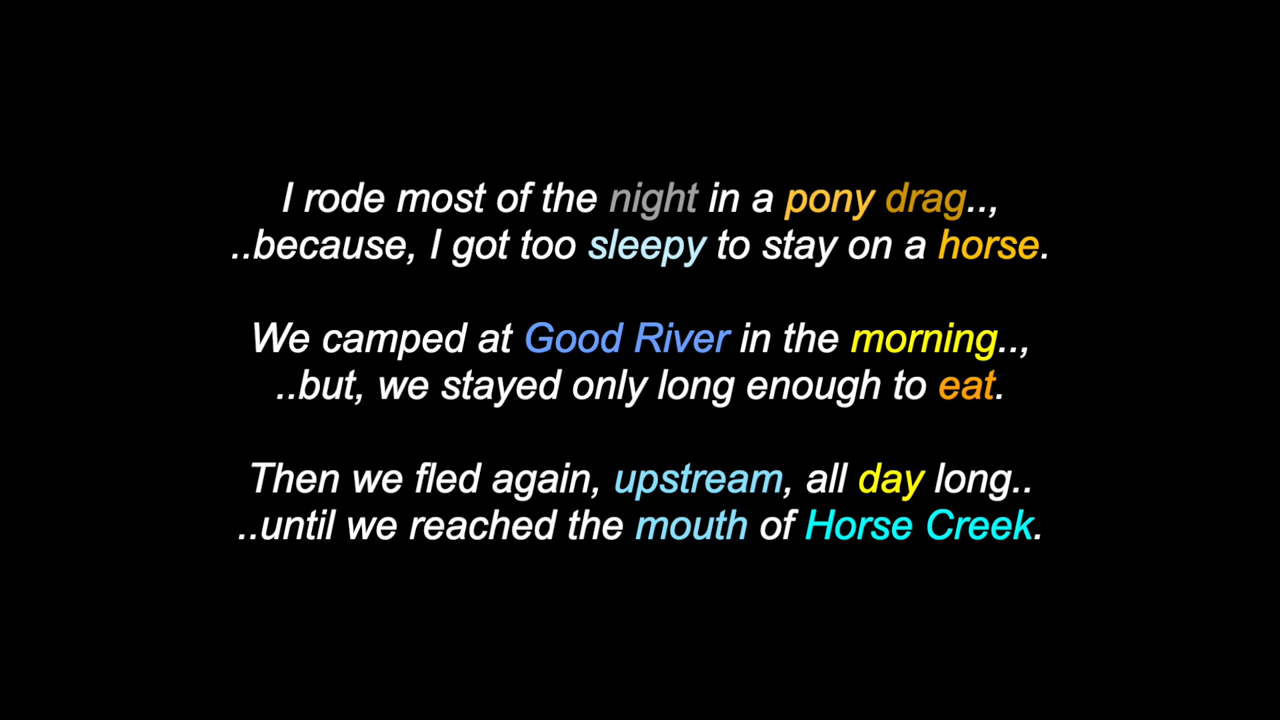 I rode most of the night in a pony drag..,
..because, I got too sleepy to stay on a horse.
We camped at Good River in the morning..,
..but, we stayed only long enough to eat.
Then we fled again, upstream, all day long..
..until we reached the mouth of Horse Creek.